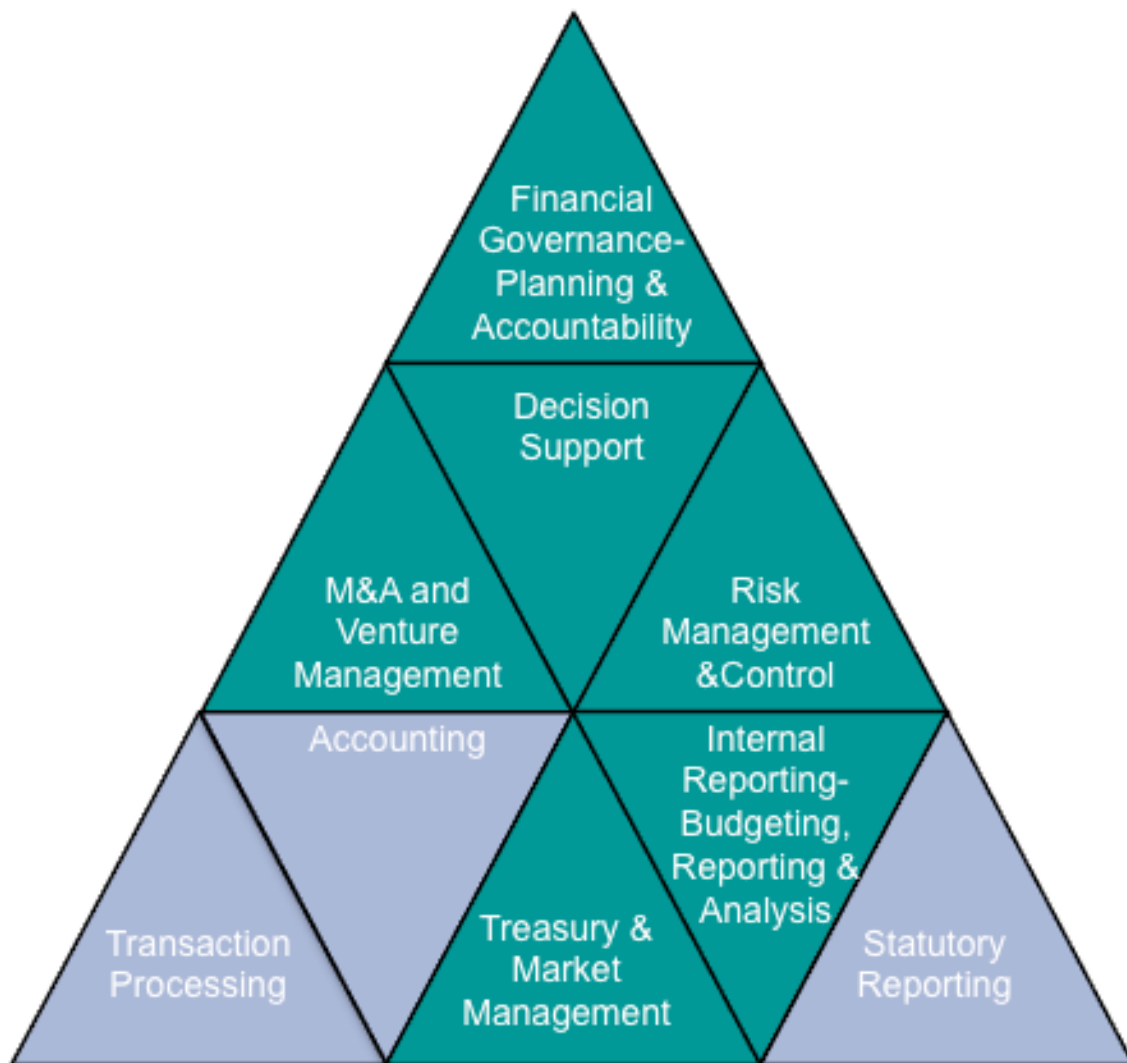 Financial
Governance-
Planning &
Accountability
Decision
Support
M&A and
Venture
Management
Risk
Management
&Control
Accounting
Internal
Reporting-
Budgeting,
Reporting &
Analysis
Transaction
Processing
Treasury &
Market
Management
Statutory
Reporting